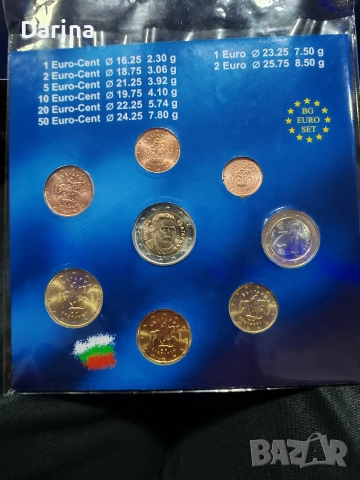 Darina
1 Euro-Cent Ø 16.25 2.30 g
2 Euro-Cent Ø 18.75 3.06 g
5 Euro-Cent Ø 21.25 3.92 g
10 Euro-Cent Ø 19.75 4.10 g
20 Euro-Cent Ø 22.25 5.74 g
50 Euro-Cent Ø 24.25 7.80 g
1 Euro Ø 23.25 7.50 g
2 Euro Ø 25.75 8.50 g
BG
EURO
SET
BAZAR